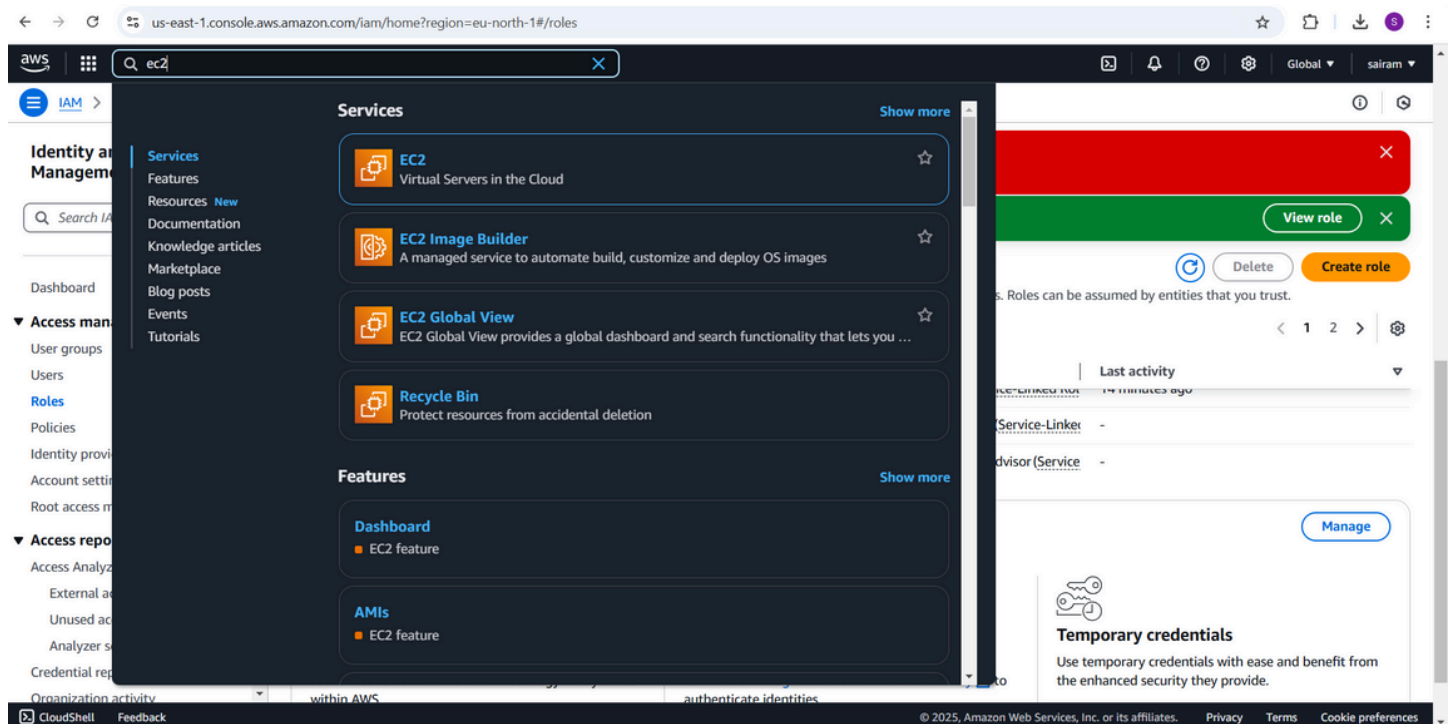 us-east-1.console.aws.amazon.com/iam/home?region=eu-north-1#/roles
S
aws
ec2
Global
sairam
IAM
Services
Show more
Identity a
Managem
Services
Features
Resources New
Documentation
Knowledge articles
Marketplace
Blog posts
Events
Tutorials
EC2
Virtual Servers in the Cloud
EC2 Image Builder
A managed service to automate build, customize and deploy OS images
EC2 Global View
EC2 Global View provides a global dashboard and search functionality that lets you ...
Recycle Bin
Protect resources from accidental deletion
Features
Show more
Dashboard
EC2 feature
AMIs
EC2 feature
Search IA
Dashboard
Access man
User groups
Users
Roles
Policies
Identity provi
Account setti
Root access m
Access repo
Access Analyz
External a
Unused ac
Analyzer s
Credential rep
Organization activity
View role
Delete
Create role
s. Roles can be assumed by entities that you trust.
1 2
Last activity
14 minutes ago
(Service-Linke
-
dvisor (Service
-
Manage
Temporary credentials
Use temporary credentials with ease and benefit from
the enhanced security they provide.
within AWS
authenticate identities
to
CloudShell Feedback
© 2025, Amazon Web Services, Inc. or its affiliates. Privacy Terms Cookie preferences